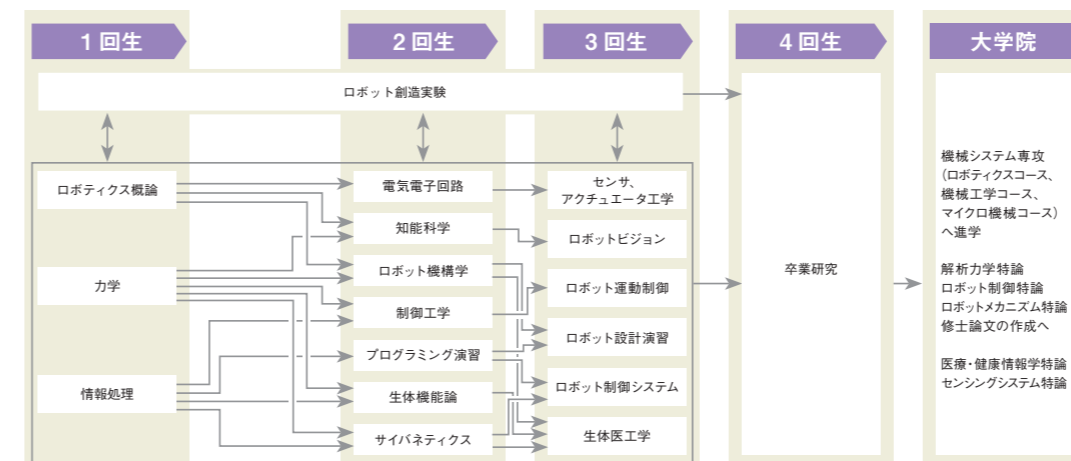 1回生
2回生
3回生
4回生
大学院
ロボット創造実験
ロボティクス概論
力学
情報処理
電気電子回路
知能科学
ロボット機構学
制御工学
プログラミング演習
生体機能論
サイバネティクス
センサ、
アクチュエータ工学
ロボットビジョン
ロボット運動制御
ロボット設計演習
ロボット制御システム
生体医工学
卒業研究
機械システム専攻
(ロボティクスコース、
機械工学コース、
マイクロ機械コース)
へ進学
解析力学特論
ロボット制御特論
ロボットメカニズム特論
修士論文の作成へ
医療・健康情報学特論
センシングシステム特論